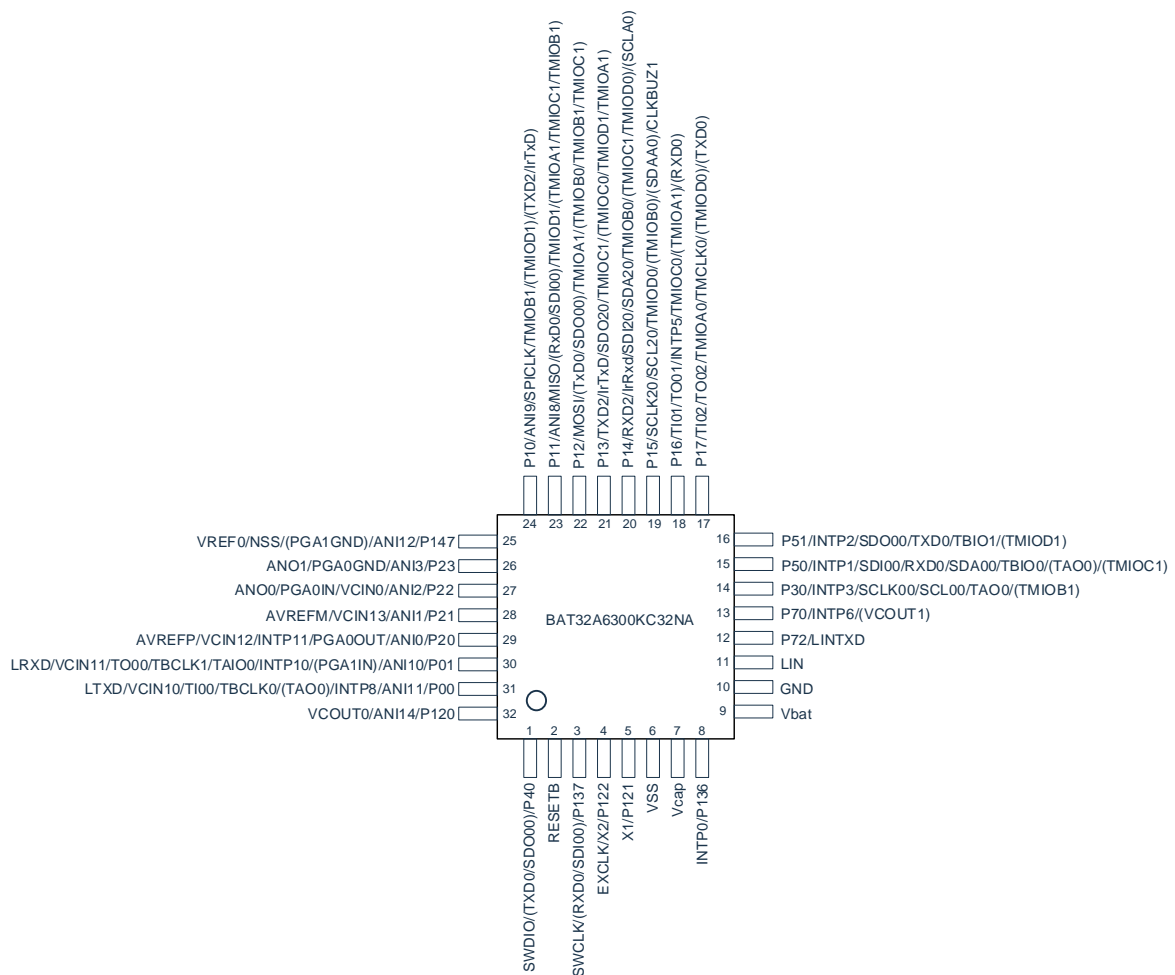 P10/ANI9/SPICLK/TMIOB1/(TMIOD1)/(TXD2/IrTxD)
P11/ANI8/MISO/(RxD0/SDI00)/TMIOD1/(TMIOA1/TMIOC1/TMIOB1)
P12/MOSI/(TxD0/SDO00)/TMIOA1/(TMIOB0/TMIOB1/TMIOC1)
P13/TXD2/IrTxD/SDO20/TMIOC1/(TMIOC0/TMIOD1/TMIOA1)
P14/RXD2/IrRxd/SDI20/SDA20/TMIOB0/(TMIOC1/TMIOD0)/(SCLA0)
P15/SCLK20/SCL20/TMIOD0/(TMIOB0)/(SDAA0)/CLKBUZ1
P16/TI01/TO01/INTP5/TMIOC0/(TMIOA1)/(RXD0)
P17/TI02/TO02/TMIOA0/TMCLK0/(TMIOD0)/(TXD0)
24 23 22 21 20 19 18 17
VREF0/NSS/(PGA1GND)/ANI12/P147 25
ANO1/PGA0GND/ANI3/P23 26
ANO0/PGA0IN/VCIN0/ANI2/P22 27
AVREFM/VCIN13/ANI1/P21 28
AVREFP/VCIN12/INTP11/PGA0OUT/ANI0/P20 29
LRXD/VCIN11/TO00/TBCLK1/TAIO0/INTP10/(PGA1IN)/ANI10/P01 30
LTXD/VCIN10/TI00/TBCLK0/(TAO0)/INTP8/ANI11/P00 31
VCOUT0/ANI14/P120 32
BAT32A6300KC32NA
16 P51/INTP2/SDO00/TXD0/TBIO1/(TMIOD1)
15 P50/INTP1/SDI00/RXD0/SDA00/TBIO0/(TAO0)/(TMIOC1)
14 P30/INTP3/SCLK00/SCL00/TAO0/(TMIOB1)
13 P70/INTP6/(VCOUT1)
12 P72/LINTXD
11 LIN
10 GND
9 Vbat
1 2 3 4 5 6 7 8
SWDIO/(TXD0/SDO00)/P40
RESETB
SWCLK/(RXD0/SDI00)/P137
EXCLK/X2/P122
X1/P121
VSS
Vcap
INTP0/P136